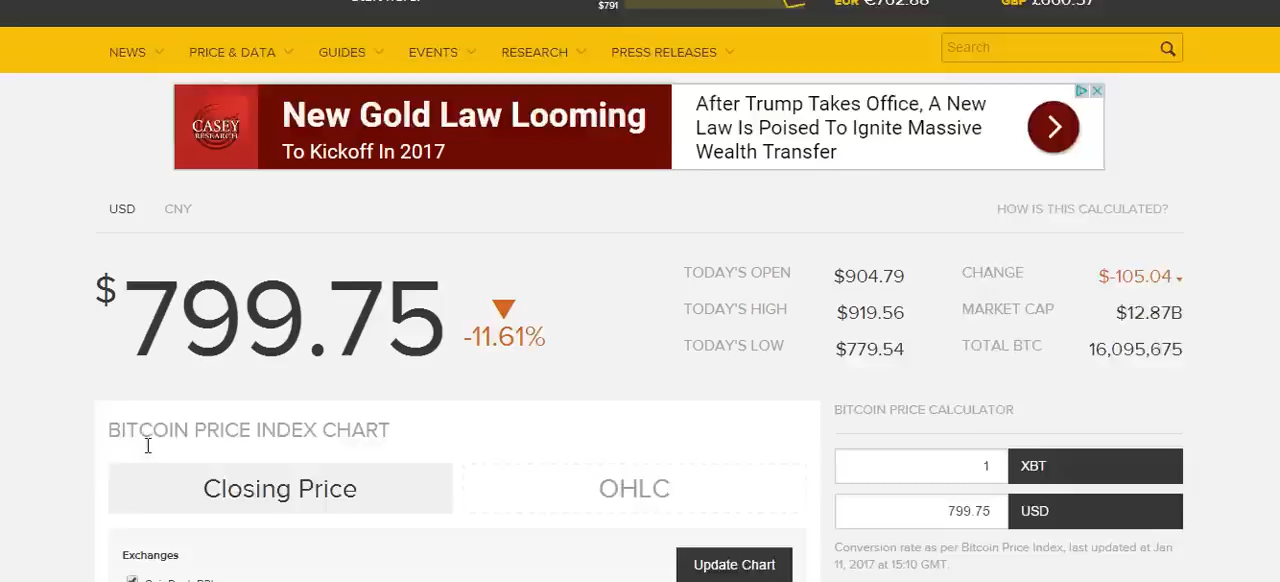 $791
EUR €762.88
GBP £660.57
NEWS PRICE & DATA GUIDES EVENTS RESEARCH PRESS RELEASES
Search
CASEY
RESEARCH
New Gold Law Looming
To Kickoff In 2017
After Trump Takes Office, A New
Law Is Poised To Ignite Massive
Wealth Transfer
USD CNY
HOW IS THIS CALCULATED?
$799.75
-11.61%
TODAY'S OPEN $904.79
TODAY'S HIGH $919.56
TODAY'S LOW $779.54
CHANGE $-105.04
MARKET CAP $12.87B
TOTAL BTC 16,095,675
BITCOIN PRICE INDEX CHART
Closing Price OHLC
Exchanges
Update Chart
BITCOIN PRICE CALCULATOR
1 XBT
799.75 USD
Conversion rate as per Bitcoin Price Index, last updated at Jan
11, 2017 at 15:10 GMT.